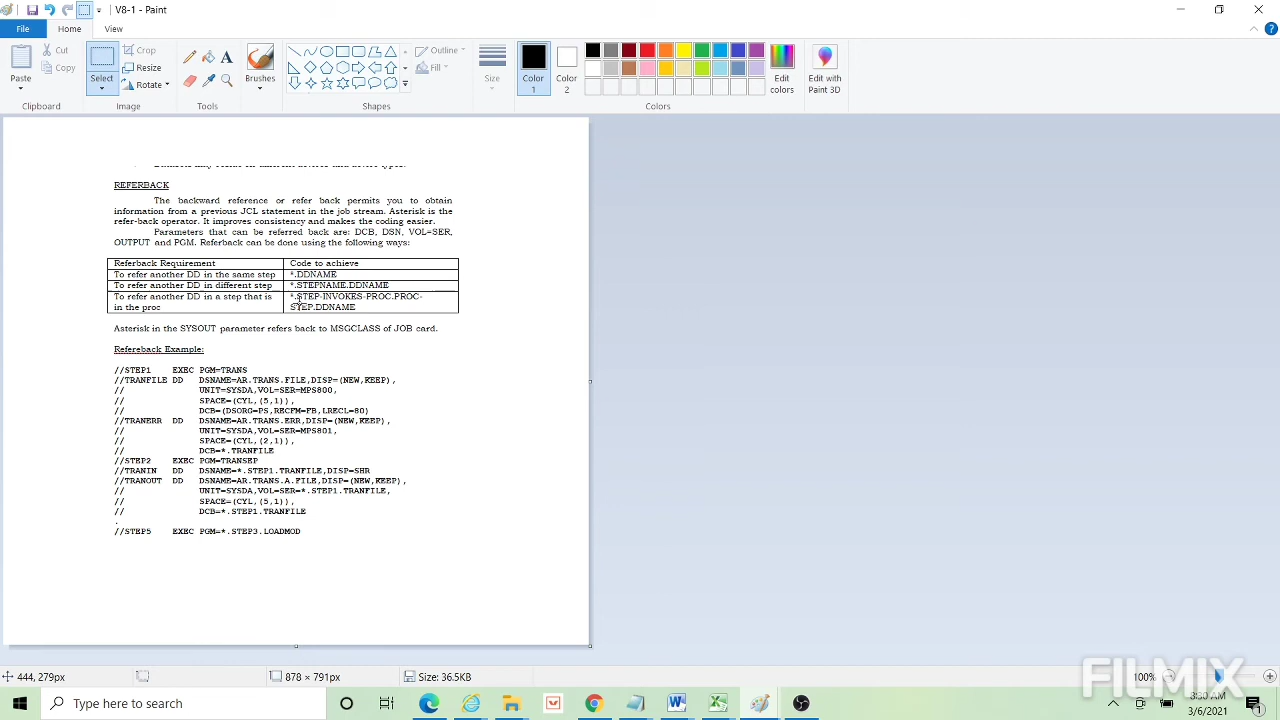 V8-1 - Paint
File
Home
View
Paste
Cut
Copy
Clipboard
Select
Crop
Resize
Rotate
Image
Tools
Brushes
Shapes
Outline
Fill
Size
Color 1
Color 2
Colors
Edit colors
Edit with Paint 3D
REFERBACK
The backward reference or refer back permits you to obtain
information from a previous JCL statement in the job stream. Asterisk is the
refer-back operator. It improves consistency and makes the coding easier.
Parameters that can be referred back are: DCB, DSN, VOL=SER,
OUTPUT and PGM. Referback can be done using the following ways:
Referback Requirement Code to achieve
To refer another DD in the same step *.DDNAME
To refer another DD in different step *.STEPNAME.DDNAME
To refer another DD in a step that is *.STEP-INVOKES-PROC.PROC-
in the proc STEP.DDNAME
Asterisk in the SYSOUT parameter refers back to MSGCLASS of JOB card.
Refereback Example:
//STEP1 EXEC PGM=TRANS
//TRANFILE DD DSNAME=AR.TRANS.FILE,DISP=(NEW,KEEP),
// UNIT=SYSDA,VOL=SER=MPS800,
// SPACE=(CYL,(5,1)),
// DCB=(DSORG=PS,RECFM=FB,LRECL=80)
//TRANERR DD DSNAME=AR.TRANS.ERR,DISP=(NEW,KEEP),
// UNIT=SYSDA,VOL=SER=MPS801,
// SPACE=(CYL,(2,1)),
// DCB=*.TRANFILE
//STEP2 EXEC PGM=TRANSEP
//TRANIN DD DSNAME=*.STEP1.TRANFILE,DISP=SHR
//TRANOUT DD DSNAME=AR.TRANS.A.FILE,DISP=(NEW,KEEP),
// UNIT=SYSDA,VOL=SER=*.STEP1.TRANFILE,
// SPACE=(CYL,(5,1)),
// DCB=*.STEP1.TRANFILE
.
//STEP5 EXEC PGM=*.STEP3.LOADMOD
444, 279px
878 × 791px
Size: 36.5KB
100%
FILMIX
Type here to search
AM
3/6/2021